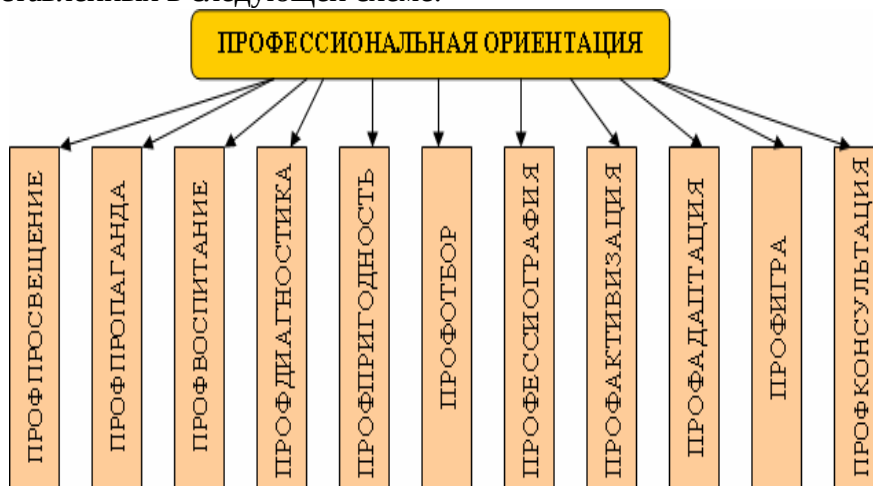 ПРОФЕССИОНАЛЬНАЯ ОРИЕНТАЦИЯ
ПРОФПРОСВЕЩЕНИЕ
ПРОФПРОПАГАНДА
ПРОФВОСПИТАНИЕ
ПРОФДИАГНОСТИКА
ПРОФПРИГОДНОСТЬ
ПРОФОТБОР
ПРОФЕССИОГРАФИЯ
ПРОФАКТИВИЗАЦИЯ
ПРОФАДАПТАЦИЯ
ПРОФИГРА
ПРОФКОНСУЛЬТАЦИЯ